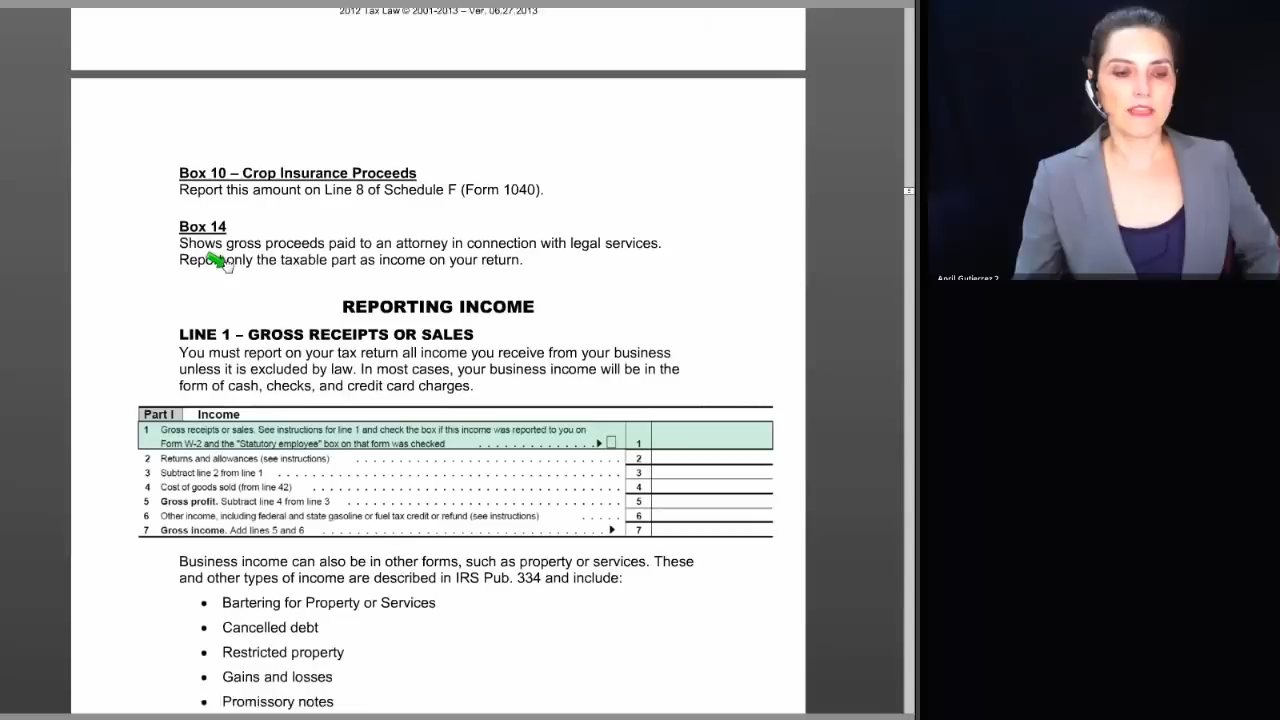 2012 Tax Law © 2001-2013 – Ver. 06.27.2013
Box 10 – Crop Insurance Proceeds
Report this amount on Line 8 of Schedule F (Form 1040).
Box 14
Shows gross proceeds paid to an attorney in connection with legal services.
only the taxable part as income on your return.
REPORTING INCOME
LINE 1 – GROSS RECEIPTS OR SALES
You must report on your tax return all income you receive from your business
unless it is excluded by law. In most cases, your business income will be in the
form of cash, checks, and credit card charges.
Part I Income
1 Gross receipts or sales. See instructions for line 1 and check the box if this income was reported to you on
Form W-2 and the "Statutory employee" box on that form was checked 1
2 Returns and allowances (see instructions) 2
3 Subtract line 2 from line 1 3
4 Cost of goods sold (from line 42) 4
5 Gross profit. Subtract line 4 from line 3 5
6 Other income, including federal and state gasoline or fuel tax credit or refund (see instructions) 6
7 Gross income. Add lines 5 and 6 7
Business income can also be in other forms, such as property or services. These
and other types of income are described in IRS Pub. 334 and include:
• Bartering for Property or Services
• Cancelled debt
• Restricted property
• Gains and losses
• Promissory notes
April Gutierrez 2